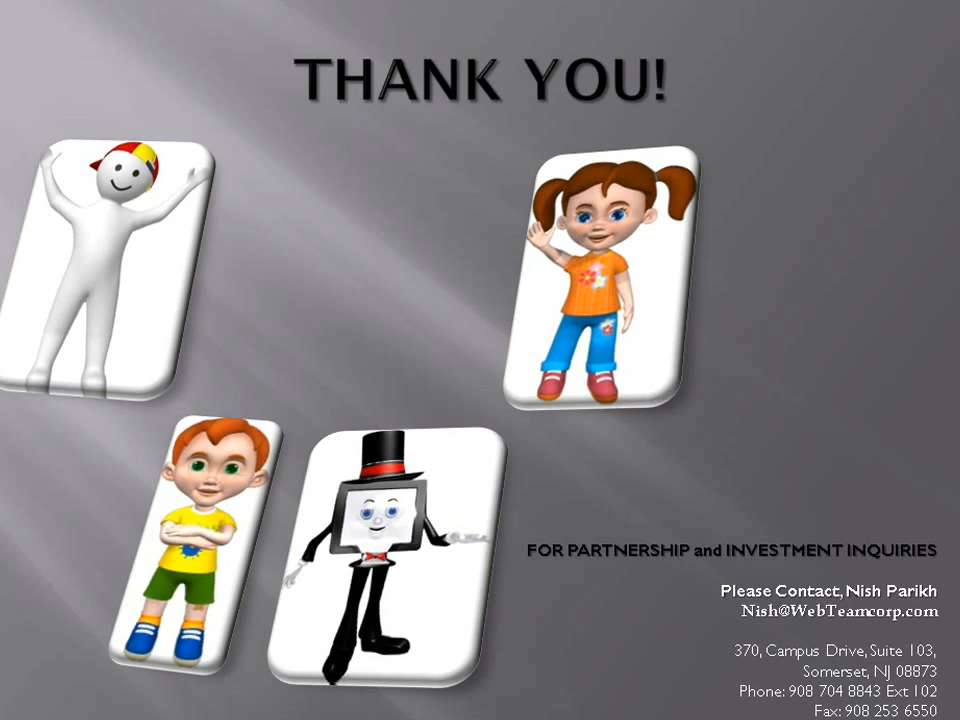 THANK YOU!
FOR PARTNERSHIP and INVESTMENT INQUIRIES
Please Contact, Nish Parikh
Nish@WebTeamcorp.com
370, Campus Drive, Suite 103,
Somerset, NJ 08873
Phone: 908 704 8843 Ext 102
Fax: 908 253 6550